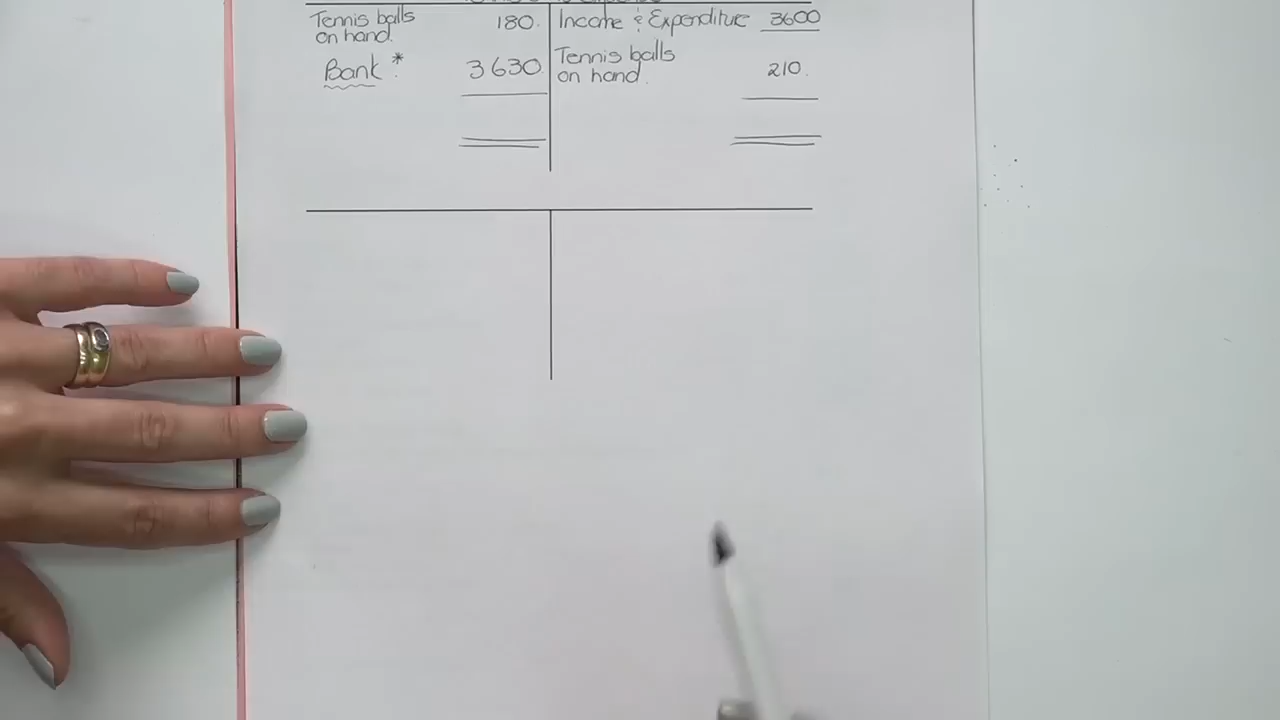 Tennis balls 180. Income & Expenditure 3600
on hand.
Bank * 3630. Tennis balls
on hand. 210.